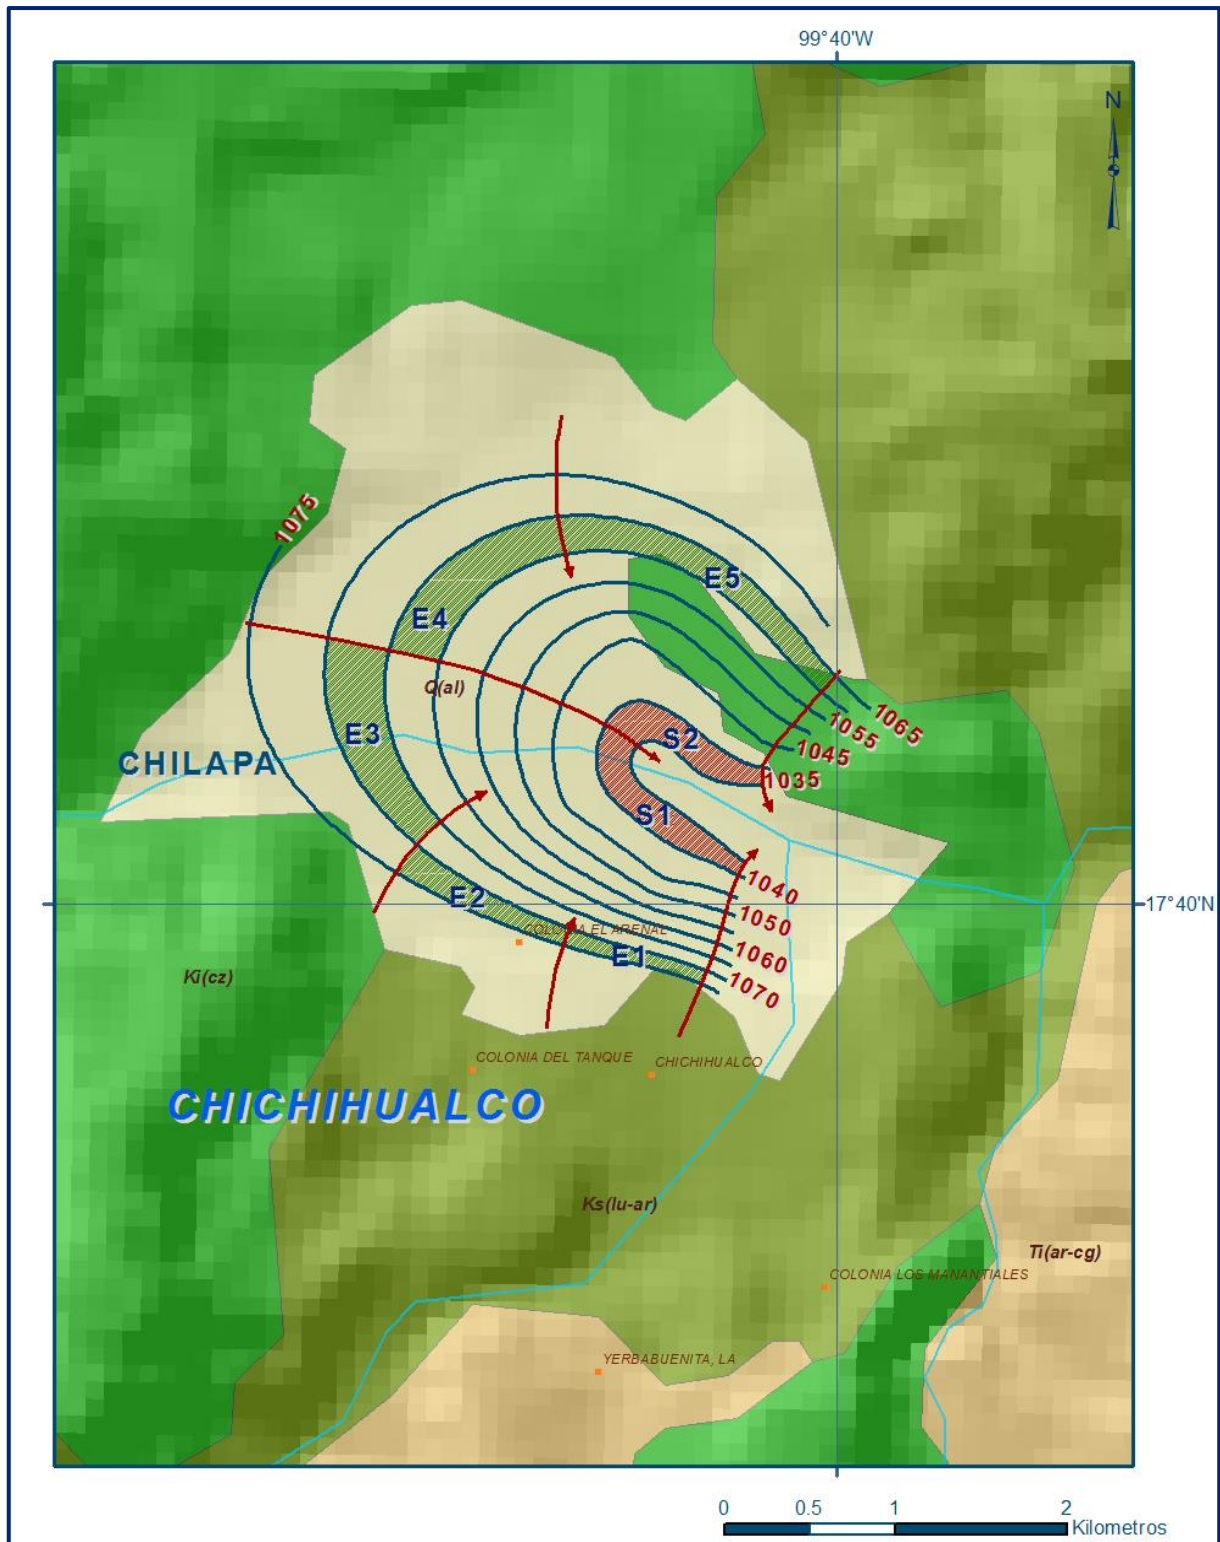 99°40'W
N
1075
E5
E4
Q(al)
1065
1055
E3
S2
1045
CHILAPA
1035
S1
1040
E2
17°40'N
1050
COLONIA EL ARENAL
E1
1060
Ki(cz)
1070
COLONIA DEL TANQUE
CHICHIHUALCO
CHICHIHUALCO
Ks(lu-ar)
Ti(ar-cg)
COLONIA LOS MANANTIALES
YERBABUENITA, LA
0 0.5 1 2
Kilometros